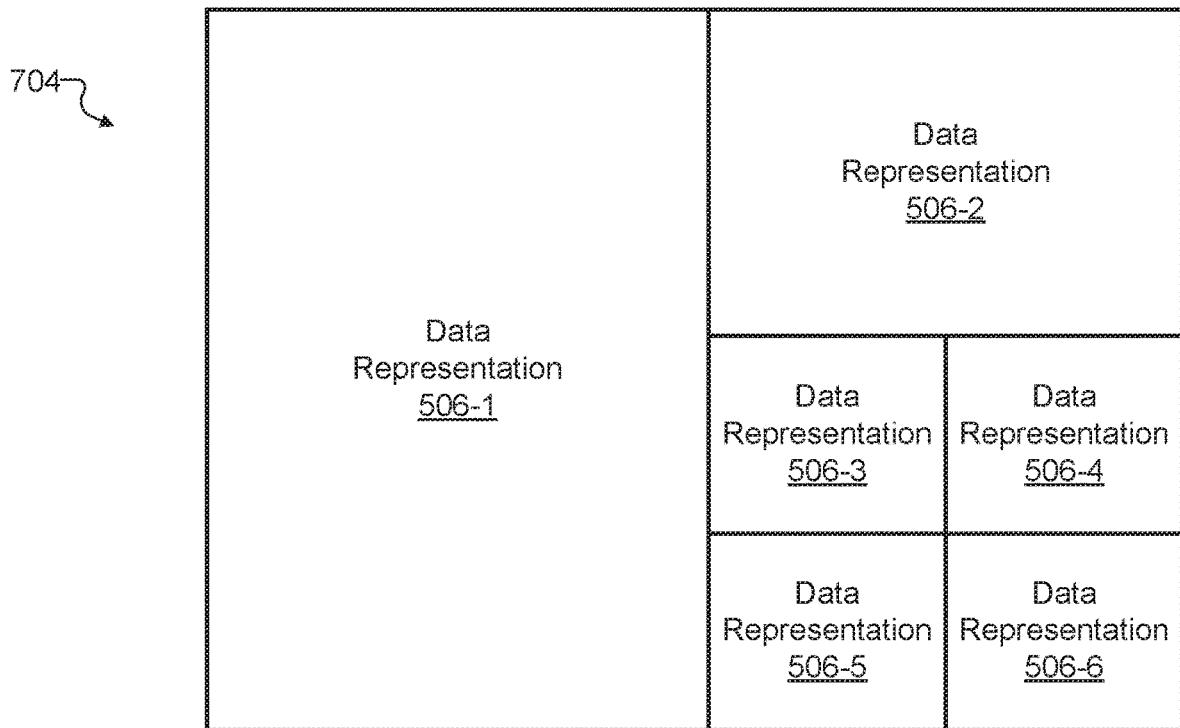 704
Data
Representation
506-1
Data
Representation
506-2
Data
Representation
506-3
Data
Representation
506-4
Data
Representation
506-5
Data
Representation
506-6